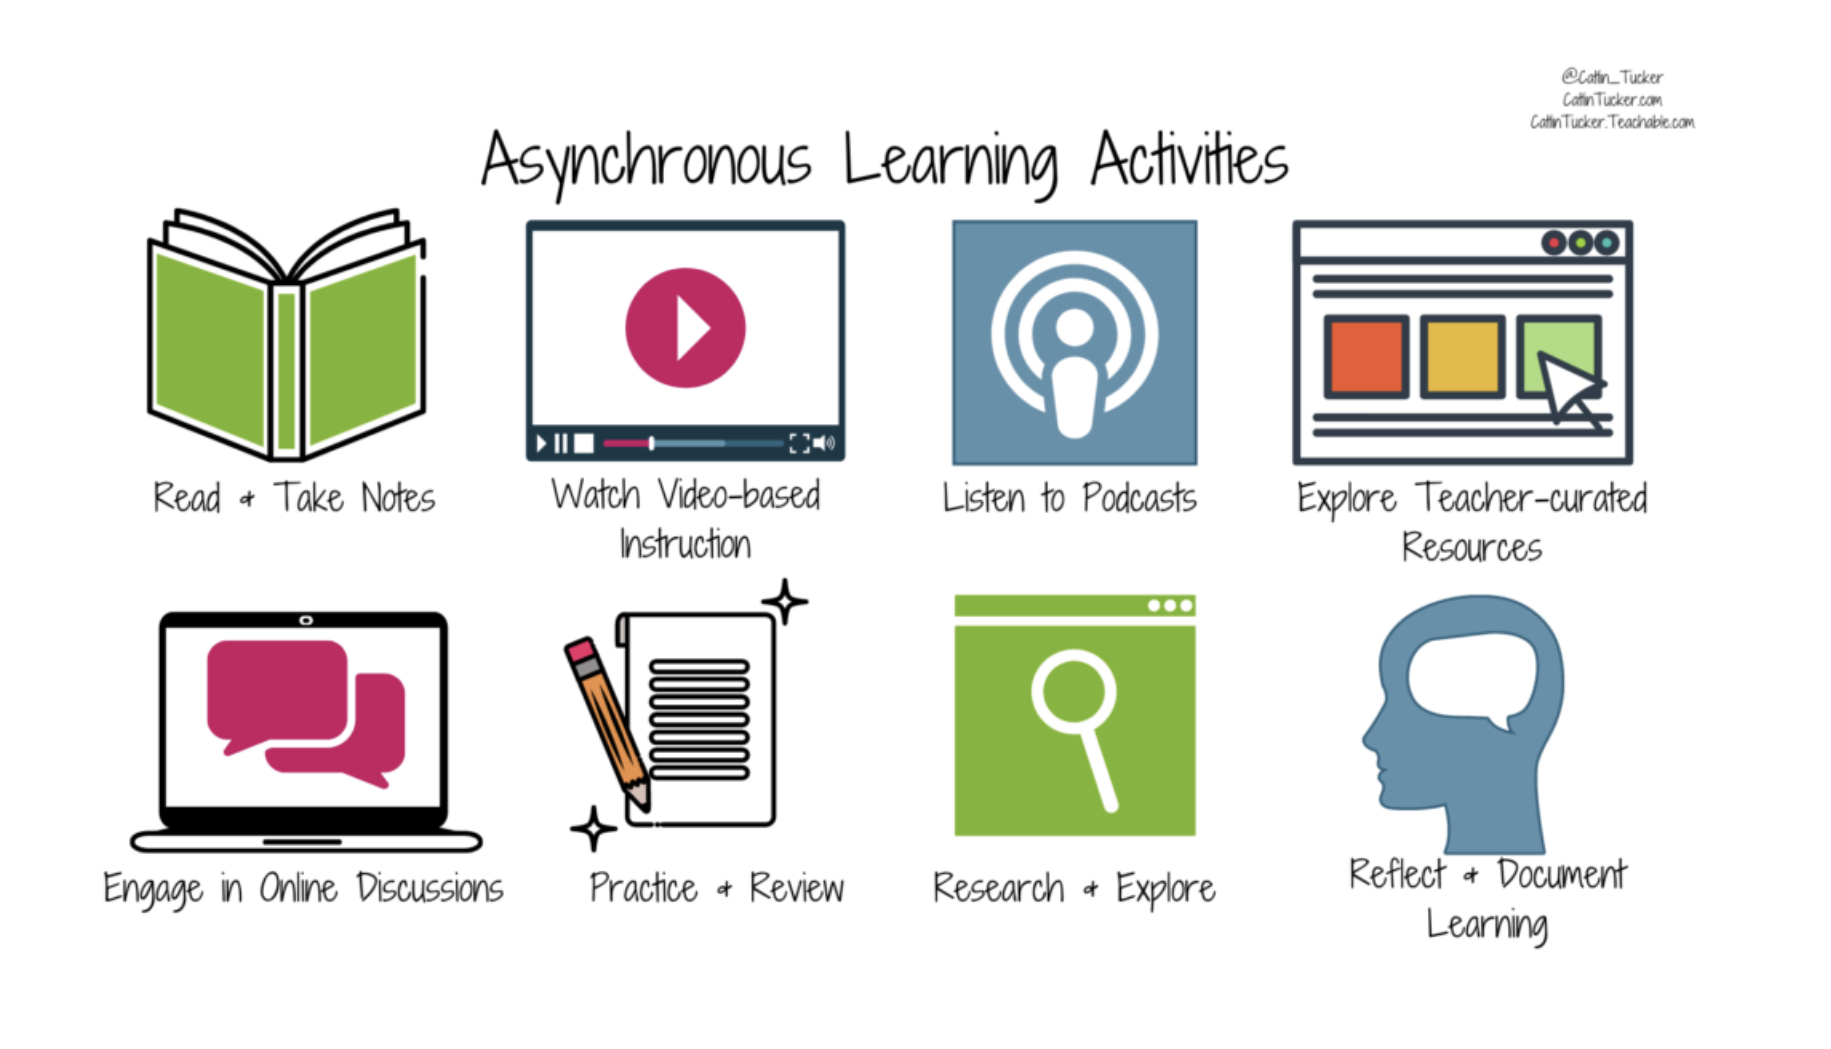 @Catlin_Tucker
CatlinTucker.com
CatlinTucker.Teachable.com
Asynchronous Learning Activities
Read & Take Notes
Watch Video-based
Instruction
Listen to Podcasts
Explore Teacher-curated
Resources
Engage in Online Discussions
Practice & Review
Research & Explore
Reflect & Document
Learning